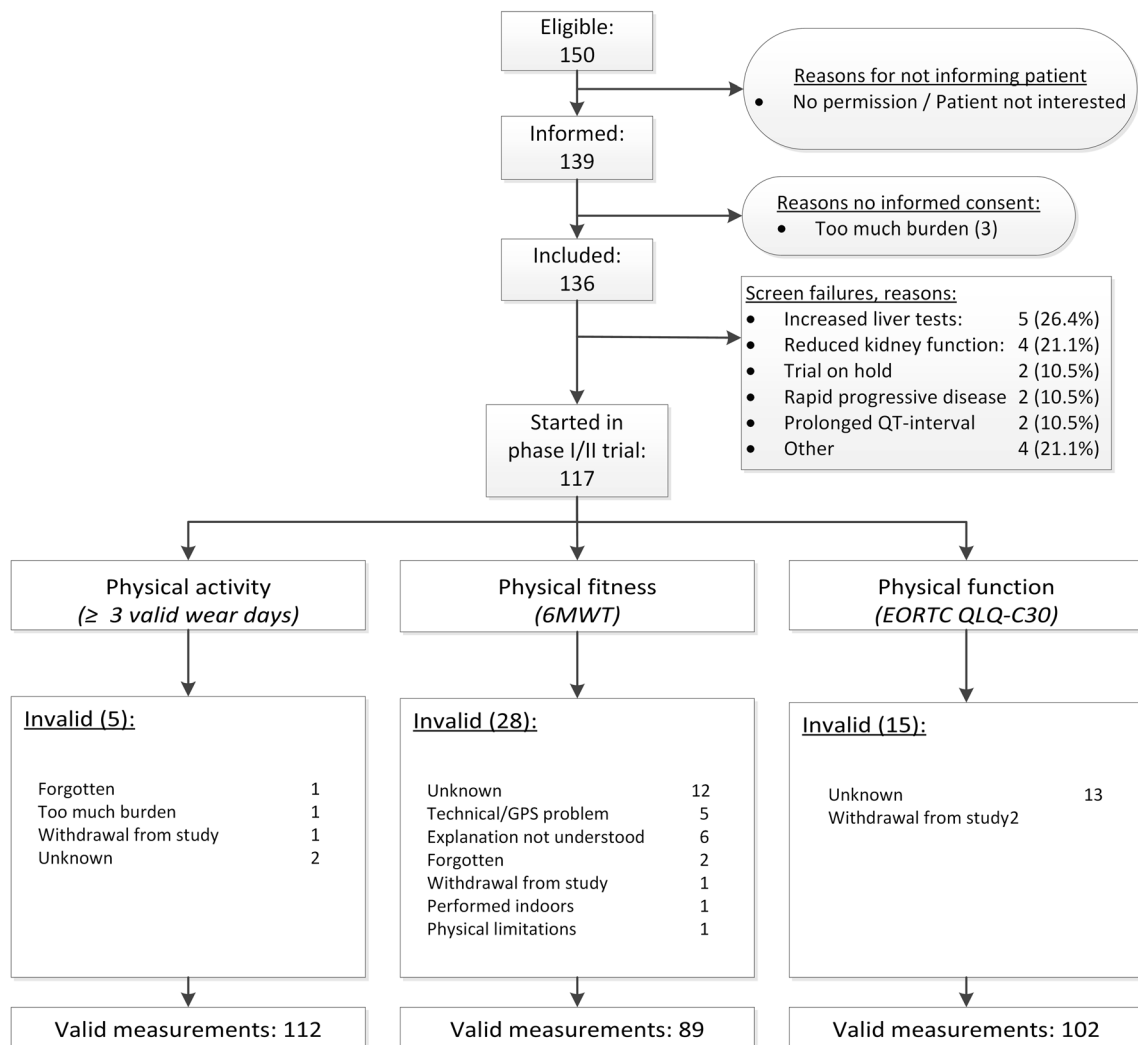 Eligible:
150
Reasons for not informing patient
• No permission / Patient not interested
Informed:
139
Reasons no informed consent:
• Too much burden (3)
Included:
136
Screen failures, reasons:
• Increased liver tests: 5 (26.4%)
• Reduced kidney function: 4 (21.1%)
• Trial on hold 2 (10.5%)
• Rapid progressive disease 2 (10.5%)
• Prolonged QT-interval 2 (10.5%)
• Other 4 (21.1%)
Started in
phase I/II trial:
117
Physical activity
(≥ 3 valid wear days)
Physical fitness
(6MWT)
Physical function
(EORTC QLQ-C30)
Invalid (5):
Forgotten 1
Too much burden 1
Withdrawal from study 1
Unknown 2
Invalid (28):
Unknown 12
Technical/GPS problem 5
Explanation not understood 6
Forgotten 2
Withdrawal from study 1
Performed indoors 1
Physical limitations 1
Invalid (15):
Unknown 13
Withdrawal from study2
Valid measurements: 112
Valid measurements: 89
Valid measurements: 102